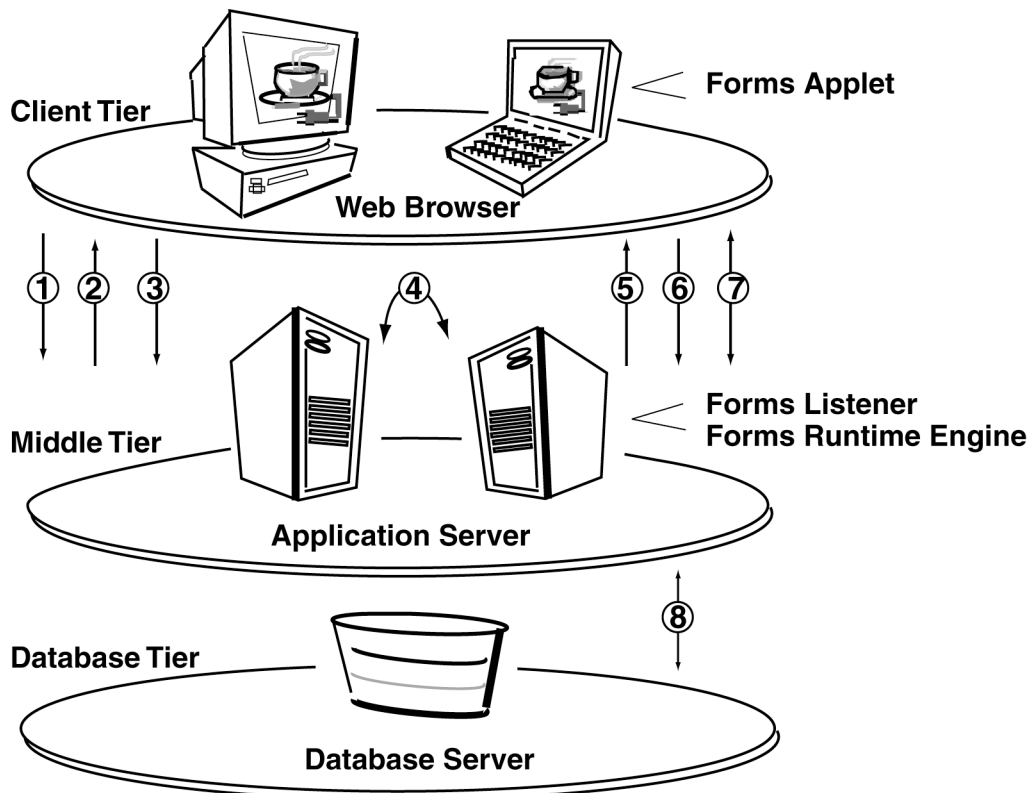 Forms Applet
Client Tier
Web Browser
1
2
3
4
5
6
7
Forms Listener
Forms Runtime Engine
Middle Tier
Application Server
8
Database Tier
Database Server